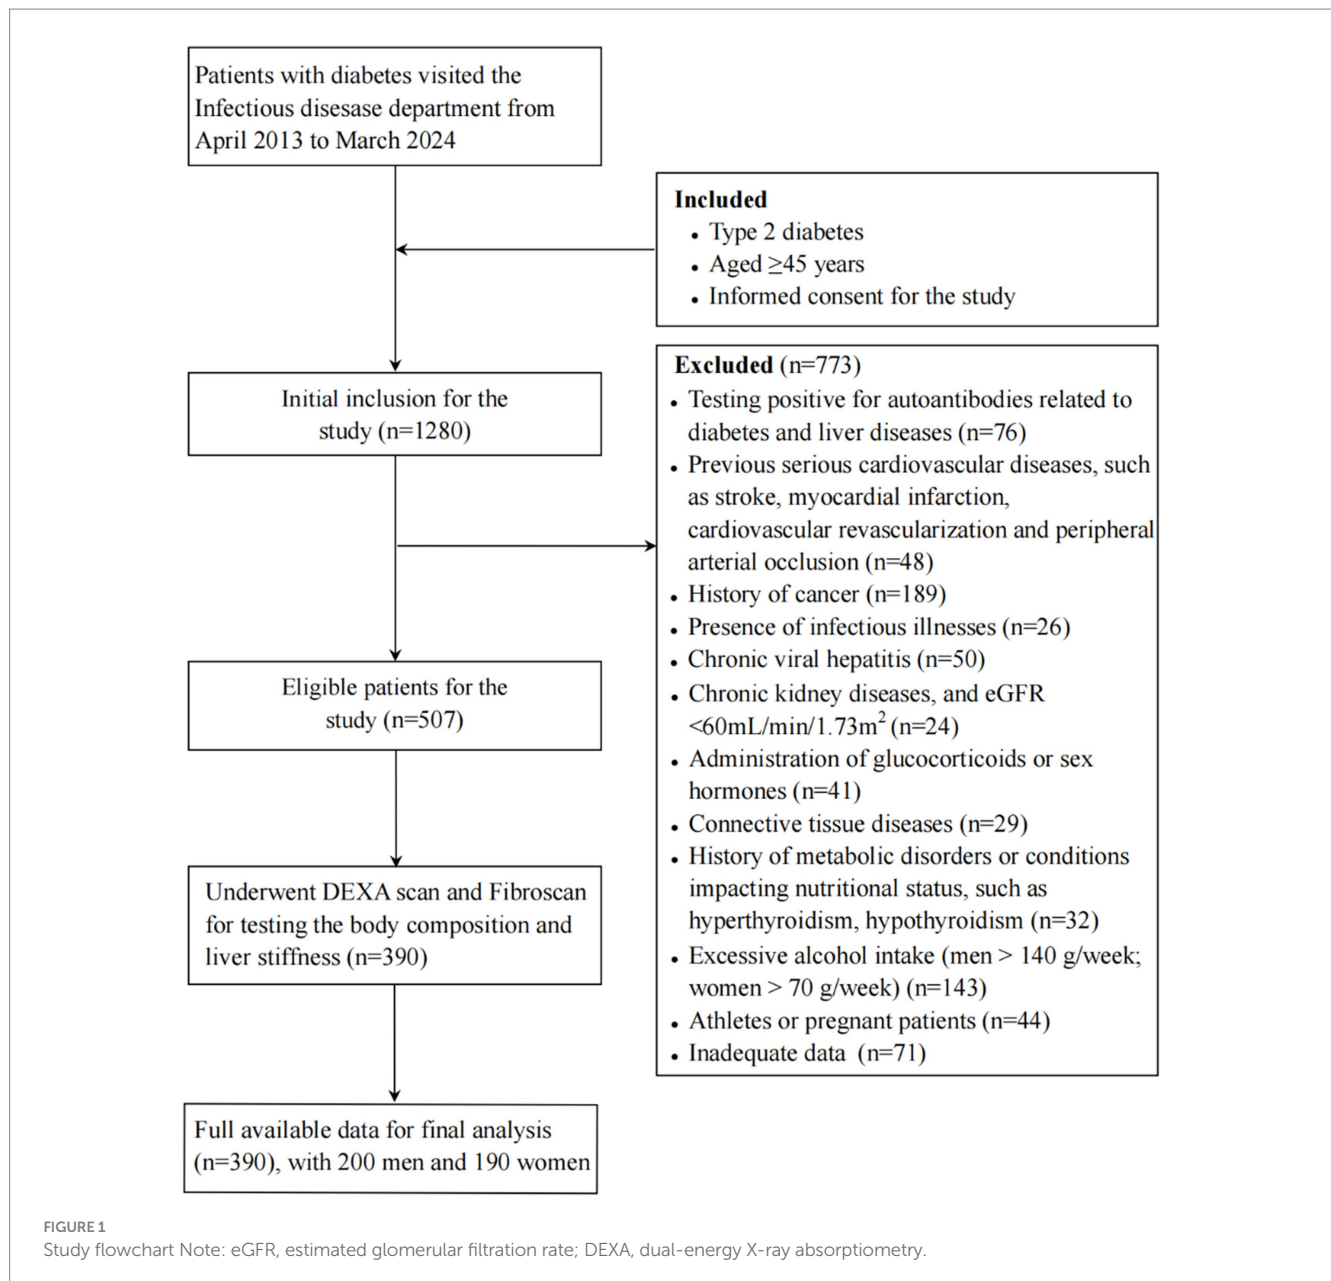 Patients with diabetes visited the
Infectious disesase department from
April 2013 to March 2024
Included
• Type 2 diabetes
• Aged ≥45 years
• Informed consent for the study
Initial inclusion for the
study (n=1280)
Excluded (n=773)
• Testing positive for autoantibodies related to
diabetes and liver diseases (n=76)
• Previous serious cardiovascular diseases, such
as stroke, myocardial infarction,
cardiovascular revascularization and peripheral
arterial occlusion (n=48)
• History of cancer (n=189)
• Presence of infectious illnesses (n=26)
• Chronic viral hepatitis (n=50)
• Chronic kidney diseases, and eGFR
<60mL/min/1.73m² (n=24)
• Administration of glucocorticoids or sex
hormones (n=41)
• Connective tissue diseases (n=29)
• History of metabolic disorders or conditions
impacting nutritional status, such as
hyperthyroidism, hypothyroidism (n=32)
• Excessive alcohol intake (men > 140 g/week;
women > 70 g/week) (n=143)
• Athletes or pregnant patients (n=44)
• Inadequate data (n=71)
Eligible patients for the
study (n=507)
Underwent DEXA scan and Fibroscan
for testing the body composition and
liver stiffness (n=390)
Full available data for final analysis
(n=390), with 200 men and 190 women
FIGURE 1
Study flowchart Note: eGFR, estimated glomerular filtration rate; DEXA, dual-energy X-ray absorptiometry.